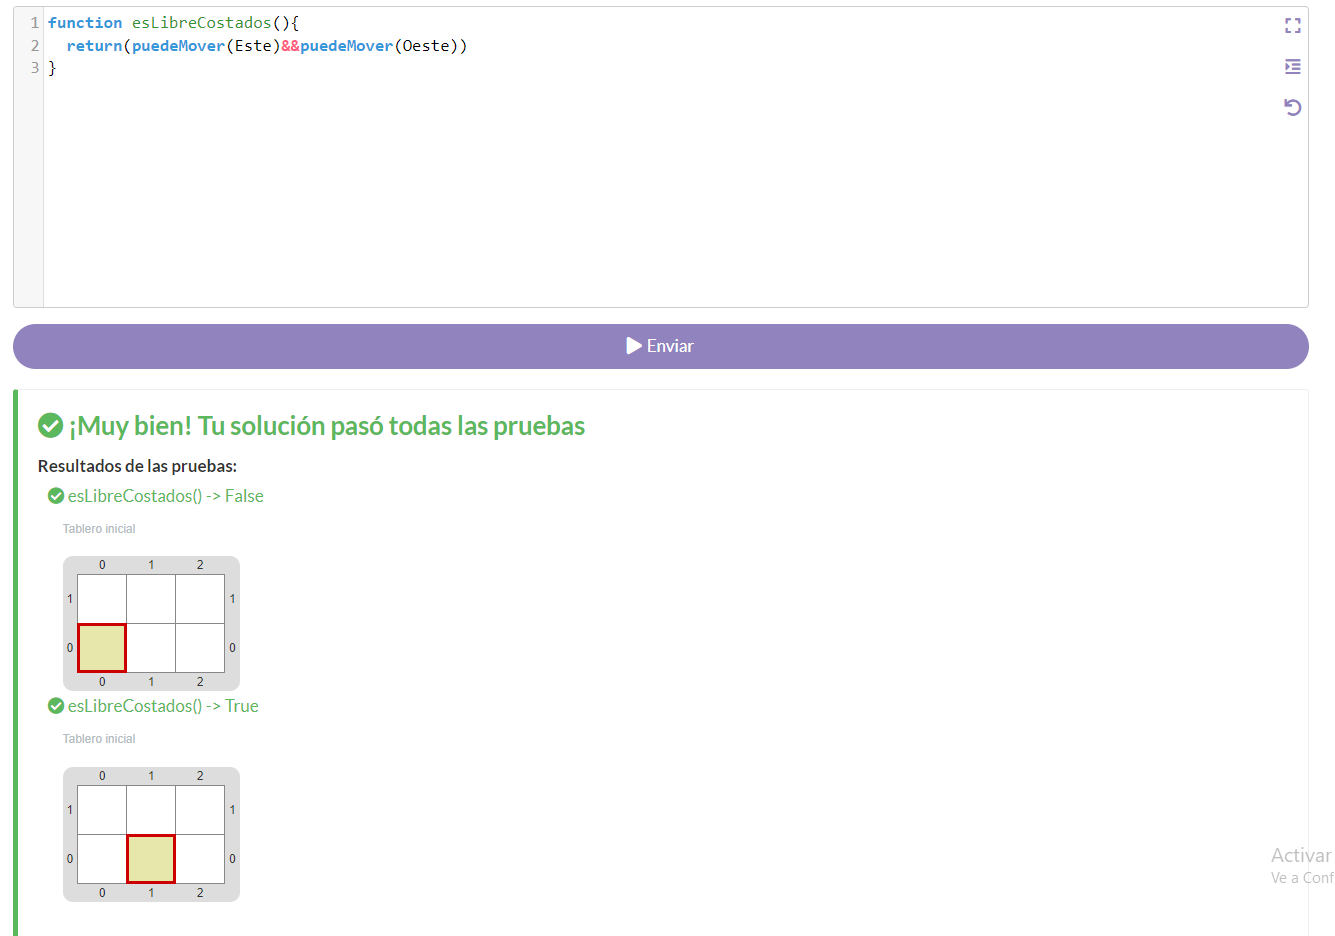 1 function esLibreCostados(){
2 return(puedeMover(Este)&&puedeMover(Oeste))
3 }
Enviar
¡Muy bien! Tu solución pasó todas las pruebas
Resultados de las pruebas:
esLibreCostados() -> False
Tablero inicial
0 1 2
1 1
0 0
0 1 2
esLibreCostados() -> True
Tablero inicial
0 1 2
1 1
0 0
0 1 2
Activar
Ve a Conf